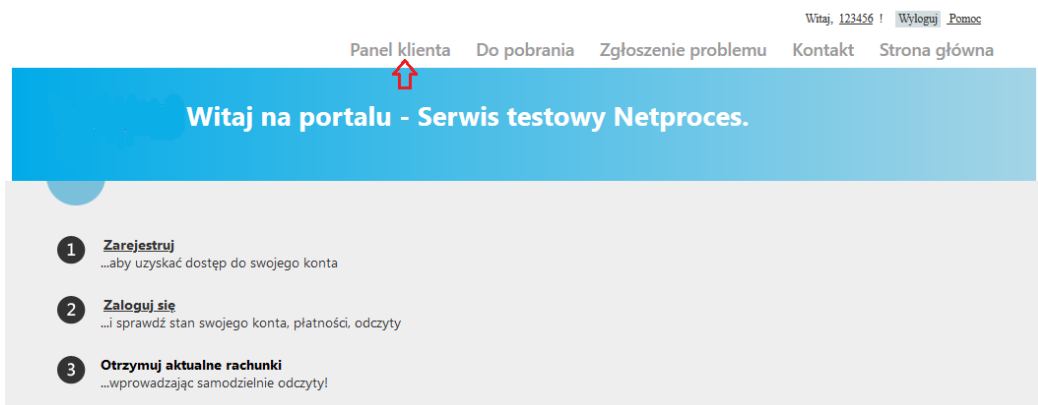 Witaj, 123456 ! Wyloguj Pomoc
Panel klienta Do pobrania Zgłoszenie problemu Kontakt Strona główna
Witaj na portalu - Serwis testowy Netproces.
1 Zarejestruj
...aby uzyskać dostęp do swojego konta
2 Zaloguj się
...i sprawdź stan swojego konta, płatności, odczyty
3 Otrzymuj aktualne rachunki
...wprowadzając samodzielnie odczyty!